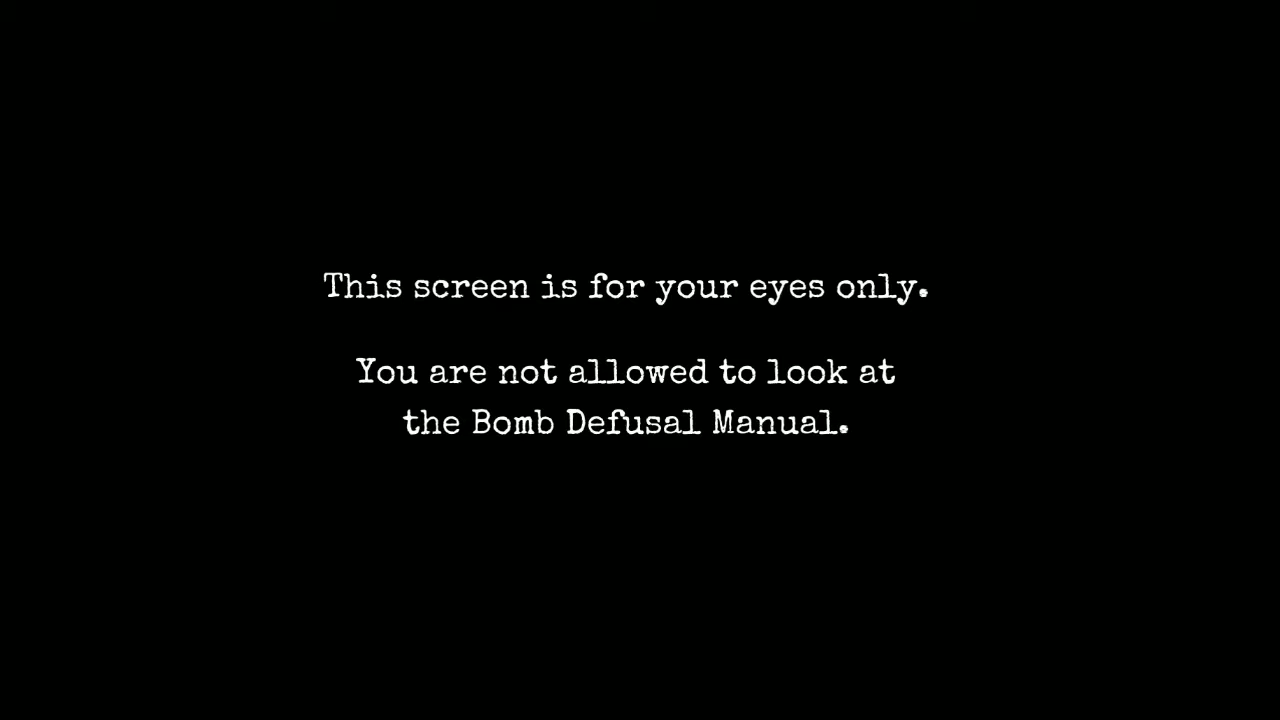 This screen is for your eyes only.
You are not allowed to look at
the Bomb Defusal Manual.